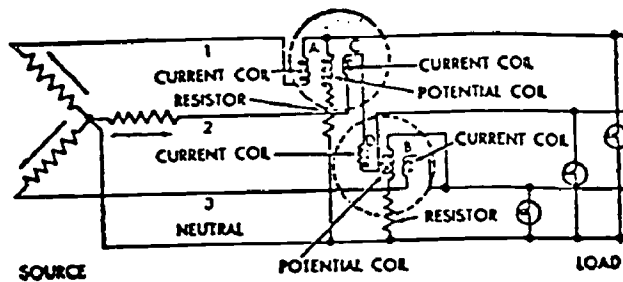 1
A
C
CURRENT COIL
CURRENT COIL
POTENTIAL COIL
RESISTOR
2
D
B
CURRENT COIL
CURRENT COIL
3
NEUTRAL
RESISTOR
SOURCE
POTENTIAL COIL
LOAD